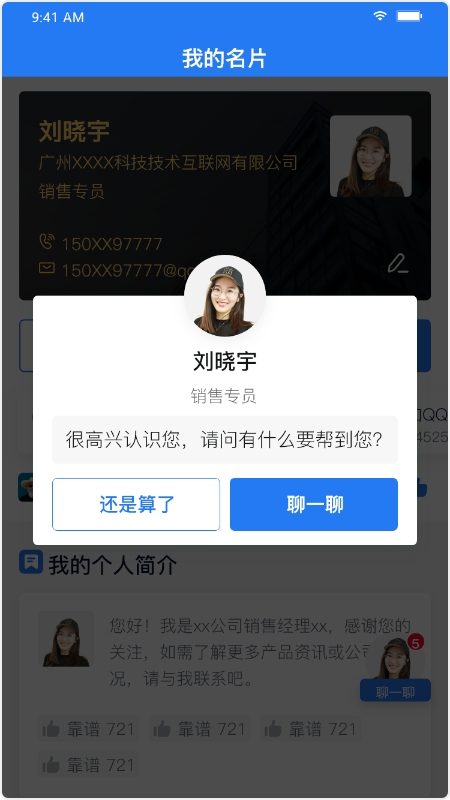 9:41 AM
我的名片
刘晓宇
广州XXXX科技技术互联网有限公司
销售专员
150XX97777
150XX97777@qq
刘晓宇
销售专员
很高兴认识您，请问有什么要帮到您?
还是算了
聊一聊
QQ
4525
我的个人简介
您好！我是xx公司销售经理xx，感谢您的
关注，如需了解更多产品资讯或公司
况，请与我联系吧。
5
聊一聊
靠谱 721
靠谱 721
靠谱 721
靠谱 721